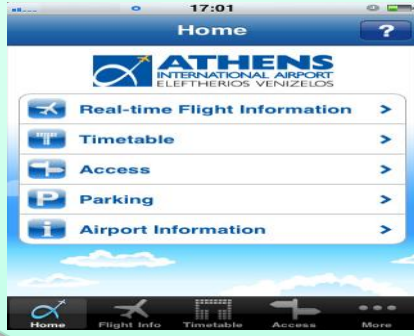 17:01
Home
?
ATHENS
INTERNATIONAL AIRPORT
ELEFTHERIOS VENIZELOS
Real-time Flight Information
Timetable
Access
P Parking
i Airport Information
Home Flight Info Timetable Access More